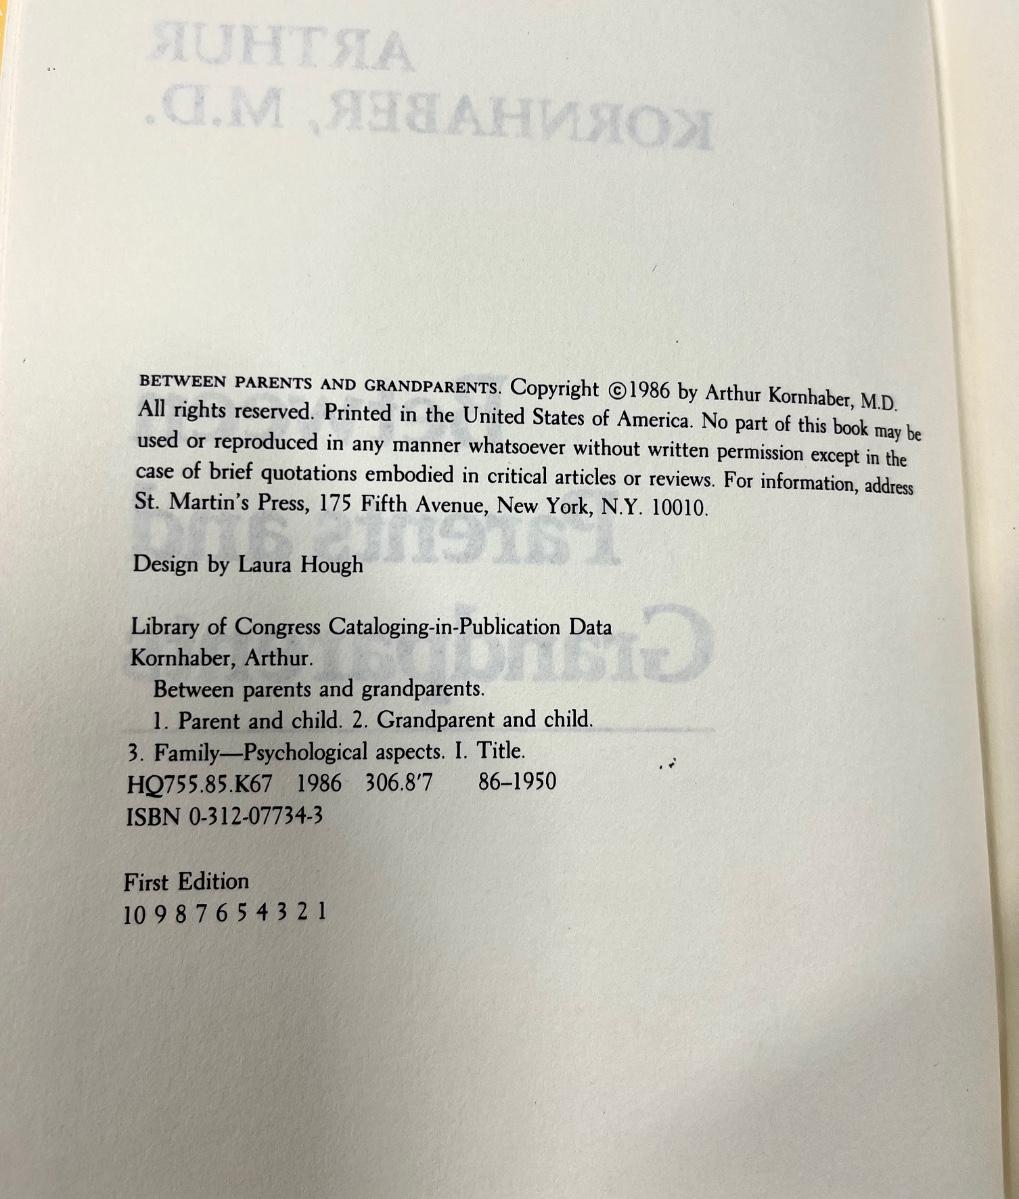 ARTHUR
KORNHABER, M.D.
BETWEEN PARENTS AND GRANDPARENTS. Copyright ©1986 by Arthur Kornhaber, M.D.
All rights reserved. Printed in the United States of America. No part of this book may be
used or reproduced in any manner whatsoever without written permission except in the
case of brief quotations embodied in critical articles or reviews. For information, address
St. Martin's Press, 175 Fifth Avenue, New York, N.Y. 10010.
Parents and
Design by Laura Hough
Library of Congress Cataloging-in-Publication Data
Kornhaber, Arthur.
Between parents and grandparents.
1. Parent and child. 2. Grandparent and child.
3. Family—Psychological aspects. I. Title.
HQ755.85.K67 1986 306.8'7 86–1950
ISBN 0-312-07734-3
First Edition
10 9 8 7 6 5 4 3 2 1